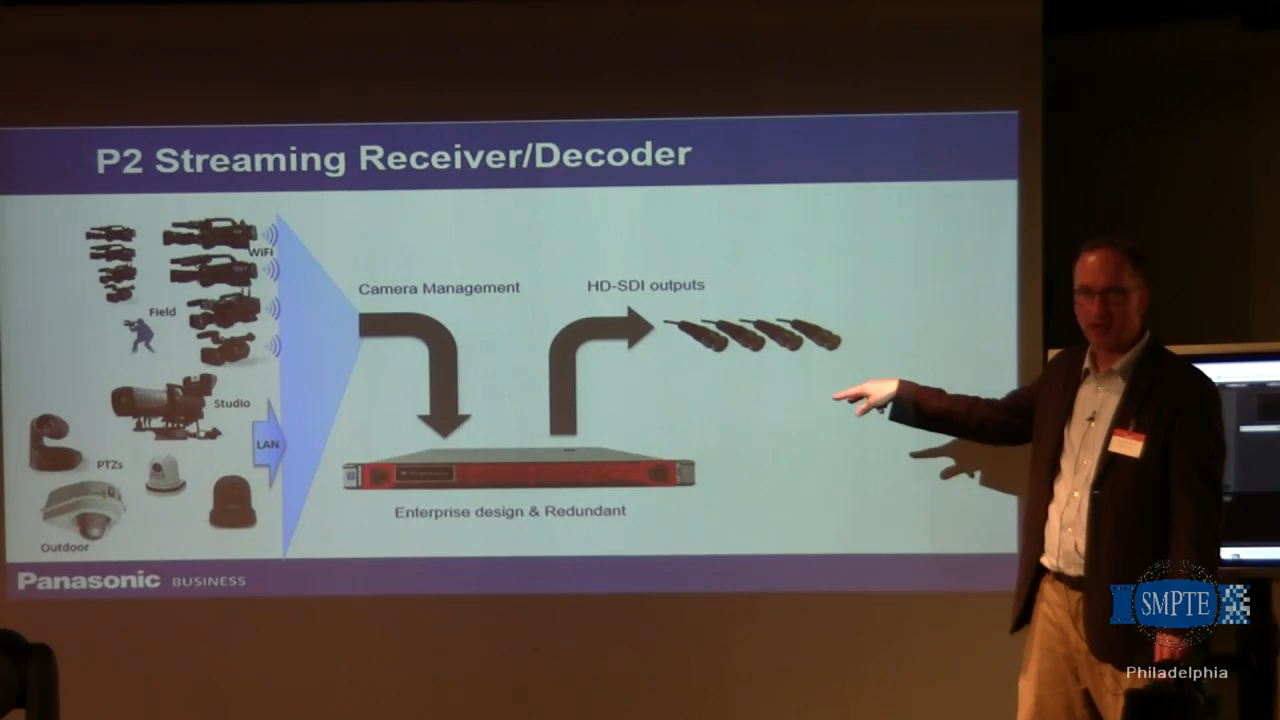 P2 Streaming Receiver/Decoder
WiFi
Camera Management
HD-SDI outputs
Field
Studio
LAN
PTZs
Enterprise design & Redundant
Outdoor
Panasonic BUSINESS
SMPTE
Philadelphia